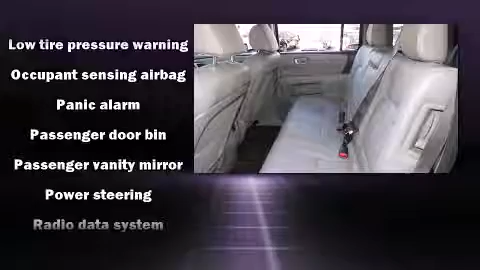 Low tire pressure warning
Occupant sensing airbag
Panic alarm
Passenger door bin
Passenger vanity mirror
Power steering
Radio data system